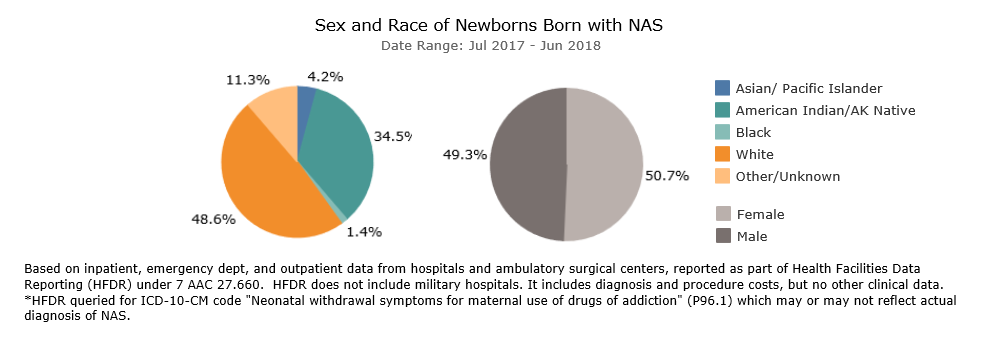 Sex and Race of Newborns Born with NAS
Date Range: Jul 2017 - Jun 2018
11.3%
4.2%
34.5%
48.6%
1.4%
49.3%
50.7%
Asian/ Pacific Islander
American Indian/AK Native
Black
White
Other/Unknown
Female
Male
Based on inpatient, emergency dept, and outpatient data from hospitals and ambulatory surgical centers, reported as part of Health Facilities Data
Reporting (HFDR) under 7 AAC 27.660.  HFDR does not include military hospitals. It includes diagnosis and procedure costs, but no other clinical data.
*HFDR queried for ICD-10-CM code "Neonatal withdrawal symptoms for maternal use of drugs of addiction" (P96.1) which may or may not reflect actual
diagnosis of NAS.